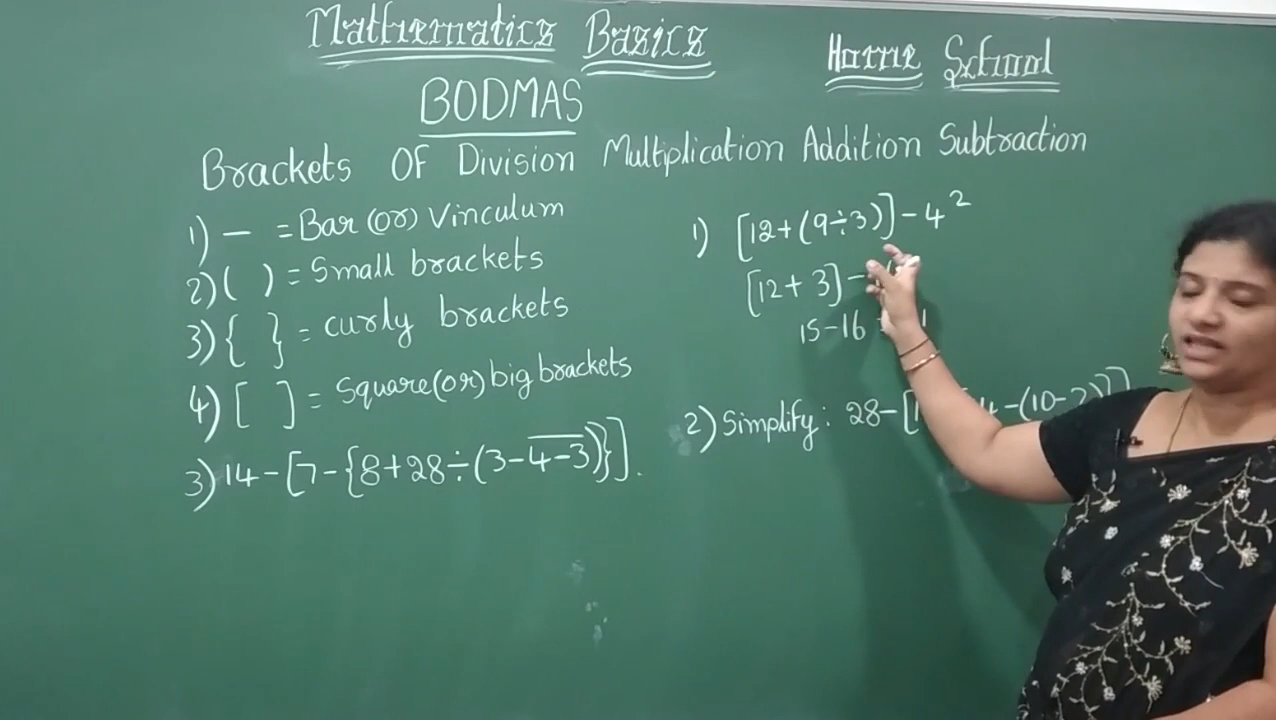 Mathematics Basics Home School
BODMAS
Brackets OF Division Multiplication Addition Subtraction
1) — = Bar (or) Vinculum
2) ( ) = Small brackets
3) { } = curly brackets
4) [ ] = Square (or) big brackets
3) 14 - [7 - {8 + 28 ÷ (3 - 4̅ ̅-̅ ̅3̅)}].
1) [12 + (9 ÷ 3)] - 4²
[12 + 3] -
15 - 16
2) Simplify: 28 - [ 4 - (10 - 2)}]